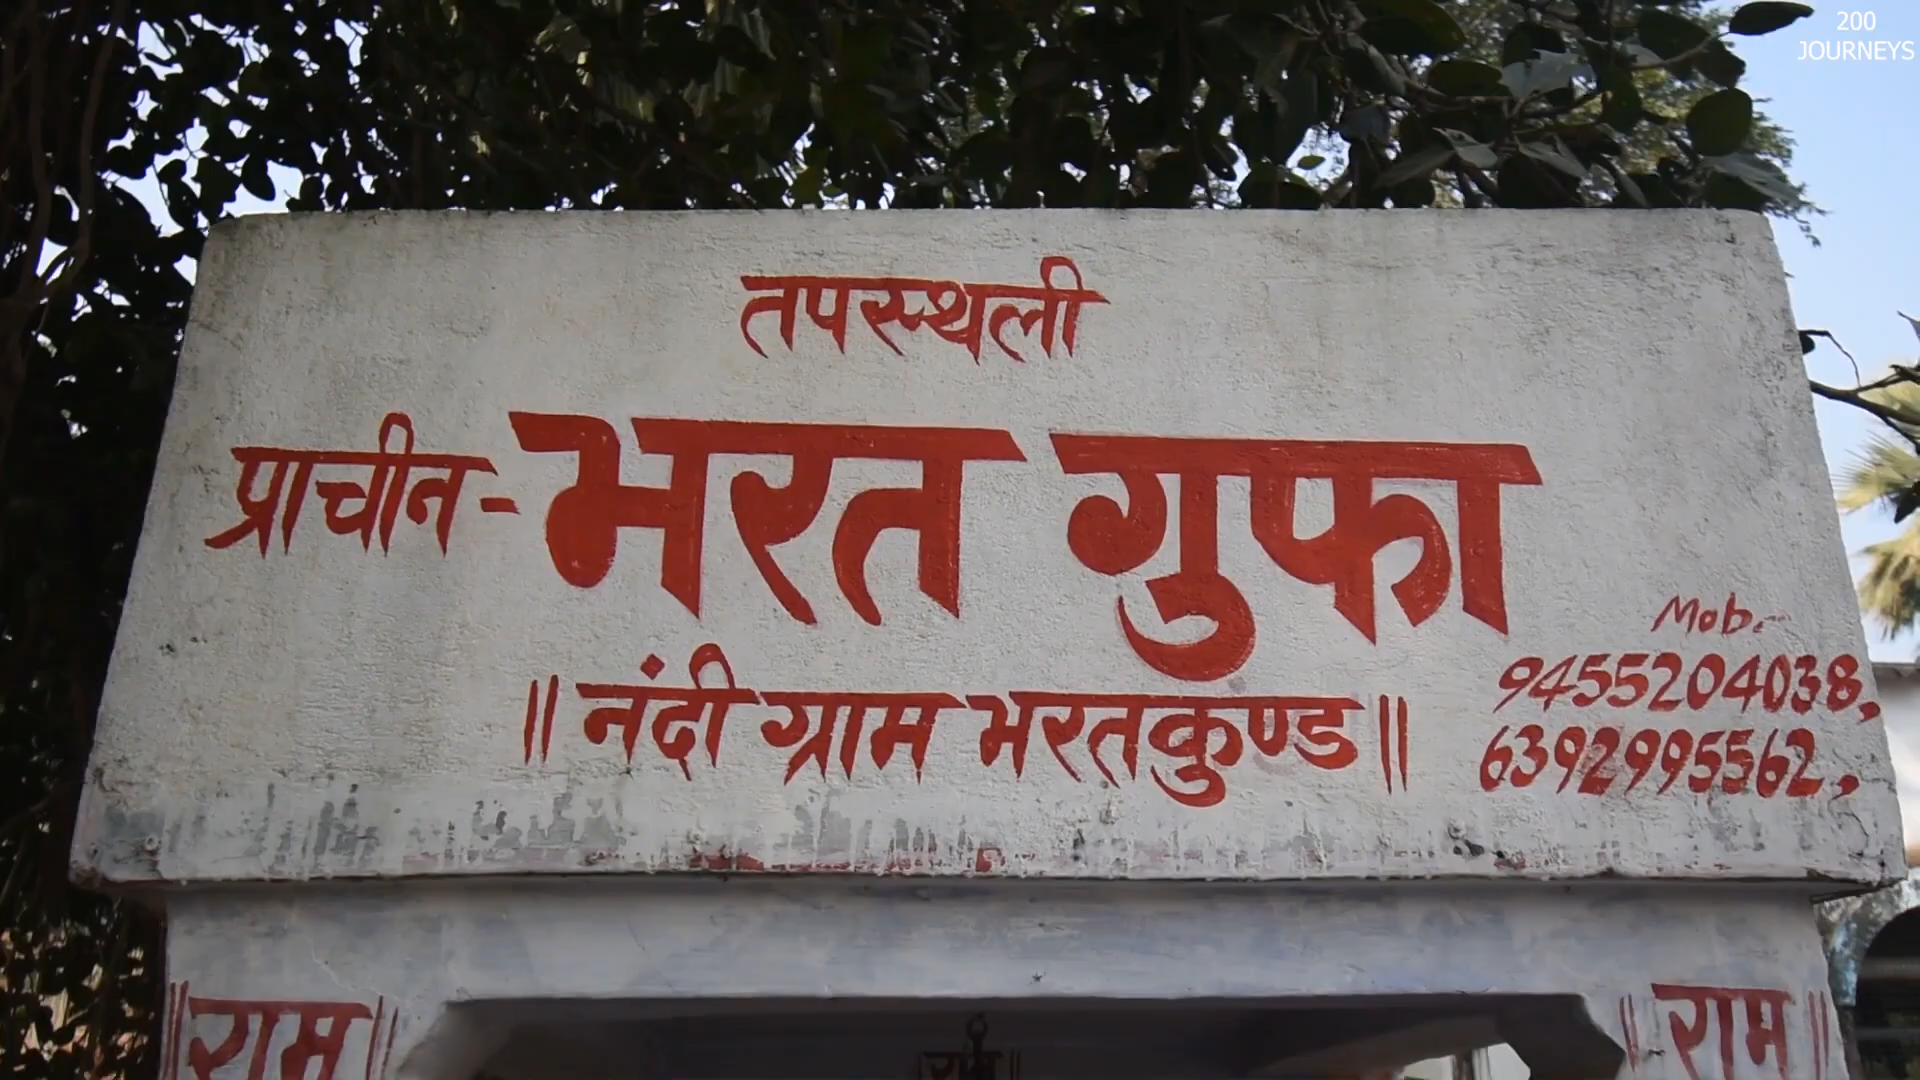 200
JOURNEYS
तपस्थली
प्राचीन - भरत गुफा
Mob.
9455204038,
॥ नंदी ग्राम भरतकुण्ड ॥
6392995562,
॥ राम ॥
राम ॥
॥ राम ॥